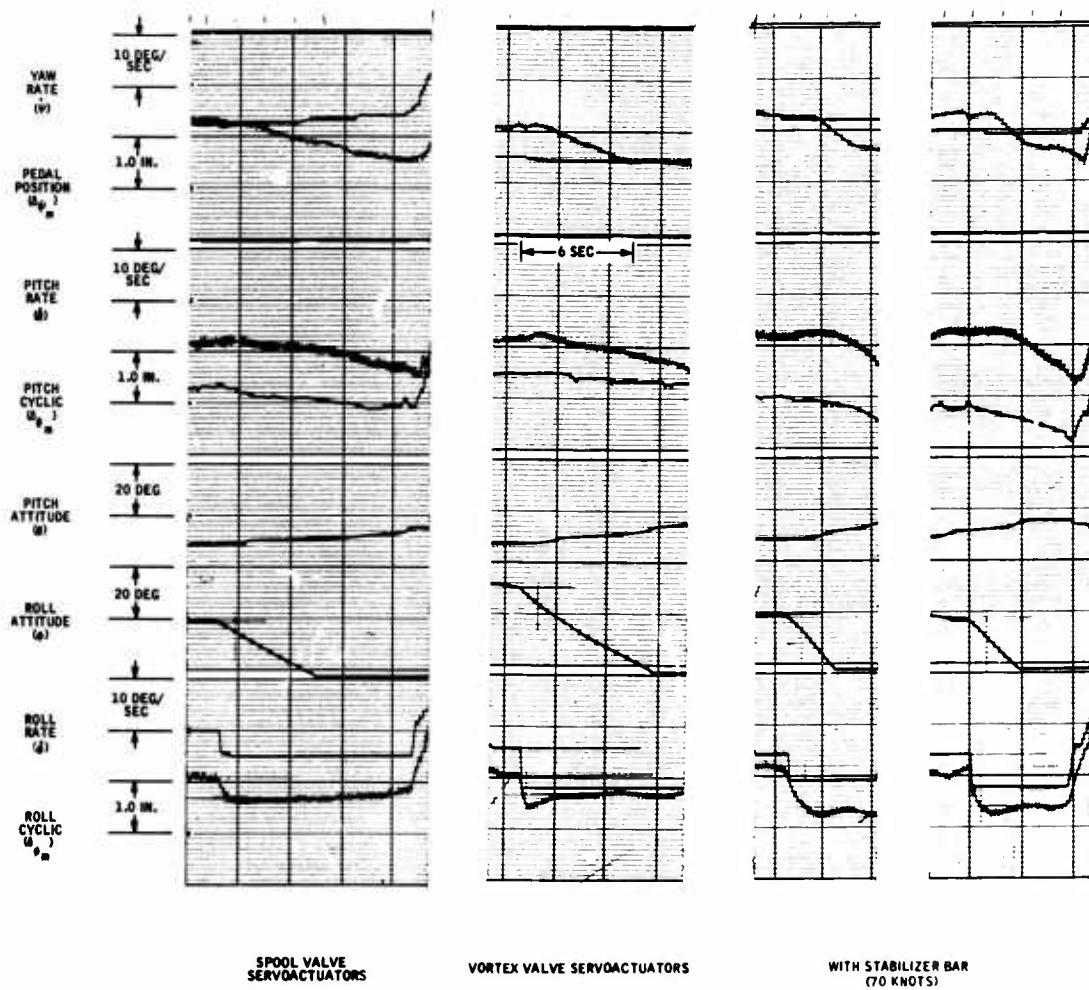 10 DEG/
SEC
YAW
RATE
1.0 IN.
PEDAL
POSITION
10 DEG/
SEC
6 SEC
PITCH
RATE
1.0 IN.
PITCH
CYCLIC
20 DEG
PITCH
ATTITUDE
20 DEG
ROLL
ATTITUDE
10 DEG/
SEC
ROLL
RATE
1.0 IN.
ROLL
CYCLIC
SPOOL VALVE
SERVOACTUATORS
VORTEX VALVE SERVOACTUATORS
WITH STABILIZER BAR
(70 KNOTS)